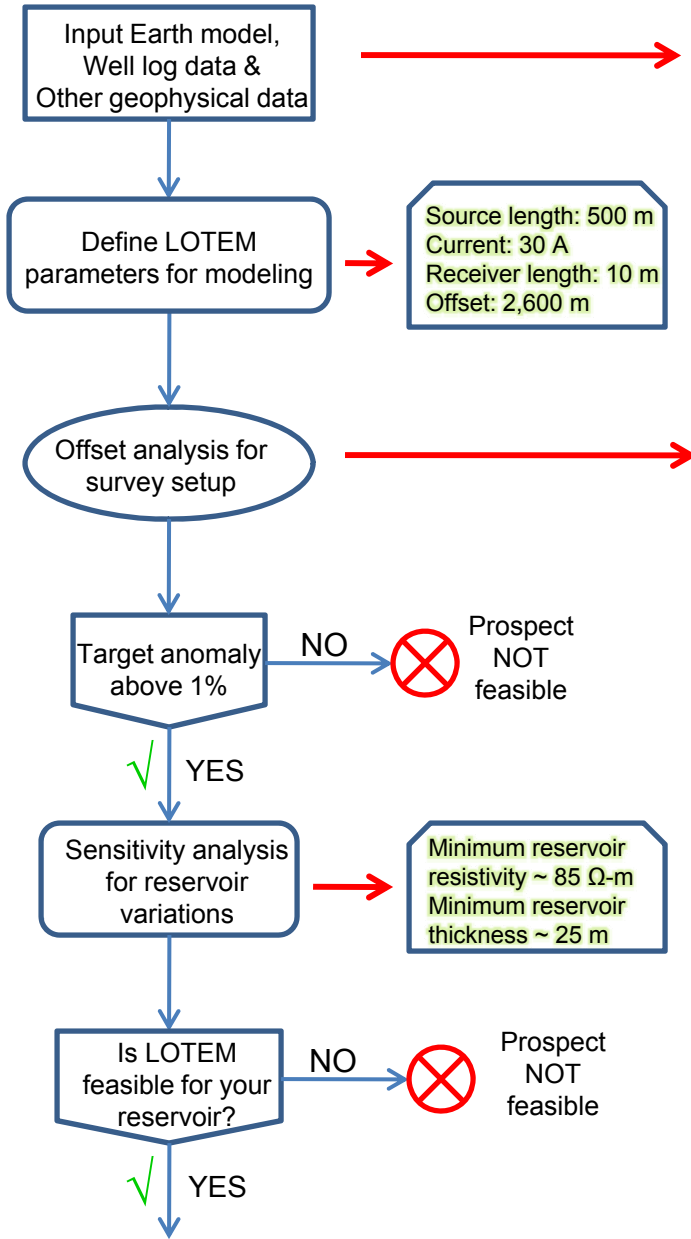 Input Earth model,
Well log data &
Other geophysical data
Define LOTEM
parameters for modeling
Source length: 500 m
Current: 30 A
Receiver length: 10 m
Offset: 2,600 m
Offset analysis for
survey setup
Target anomaly
above 1%
NO
Prospect
NOT
feasible
√ YES
Sensitivity analysis
for reservoir
variations
Minimum reservoir
resistivity ~ 85 Ω-m
Minimum reservoir
thickness ~ 25 m
Is LOTEM
feasible for your
reservoir?
NO
Prospect
NOT
feasible
√ YES